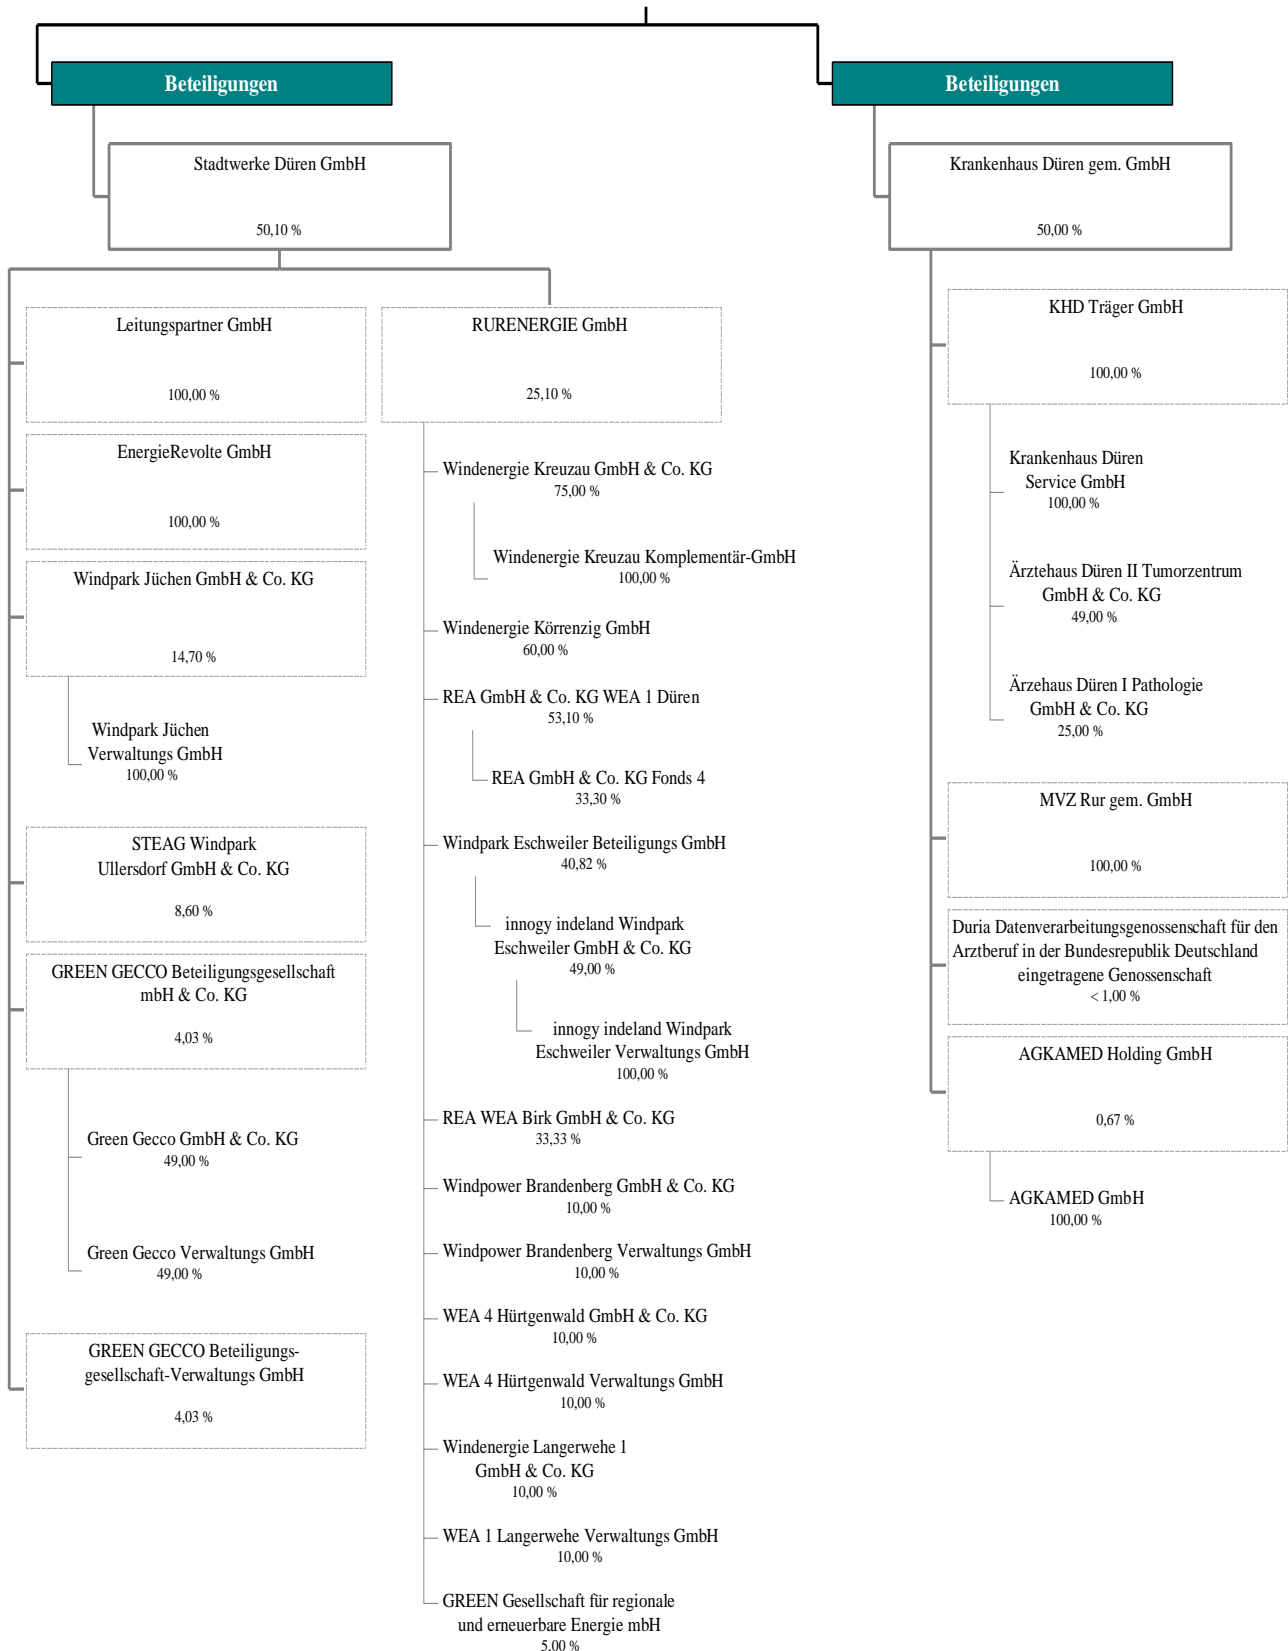 Beteiligungen
Stadtwerke Düren GmbH
50,10 %
Leitungspartner GmbH
100,00 %
EnergieRevolte GmbH
100,00 %
Windpark Jüchen GmbH & Co. KG
14,70 %
Windpark Jüchen
Verwaltungs GmbH
100,00 %
STEAG Windpark
Ullersdorf GmbH & Co. KG
8,60 %
GREEN GECCO Beteiligungsgesellschaft
mbH & Co. KG
4,03 %
Green Gecco GmbH & Co. KG
49,00 %
Green Gecco Verwaltungs GmbH
49,00 %
GREEN GECCO Beteiligungs-
gesellschaft-Verwaltungs GmbH
4,03 %
RURENERGIE GmbH
25,10 %
Windenergie Kreuzau GmbH & Co. KG
75,00 %
Windenergie Kreuzau Komplementär-GmbH
100,00 %
Windenergie Körrenzig GmbH
60,00 %
REA GmbH & Co. KG WEA 1 Düren
53,10 %
REA GmbH & Co. KG Fonds 4
33,30 %
Windpark Eschweiler Beteiligungs GmbH
40,82 %
innogy indeland Windpark
Eschweiler GmbH & Co. KG
49,00 %
innogy indeland Windpark
Eschweiler Verwaltungs GmbH
100,00 %
REA WEA Birk GmbH & Co. KG
33,33 %
Windpower Brandenberg GmbH & Co. KG
10,00 %
Windpower Brandenberg Verwaltungs GmbH
10,00 %
WEA 4 Hürtgenwald GmbH & Co. KG
10,00 %
WEA 4 Hürtgenwald Verwaltungs GmbH
10,00 %
Windenergie Langerwehe 1
GmbH & Co. KG
10,00 %
WEA 1 Langerwehe Verwaltungs GmbH
10,00 %
GREEN Gesellschaft für regionale
und erneuerbare Energie mbH
5,00 %
Beteiligungen
Krankenhaus Düren gem. GmbH
50,00 %
KHD Träger GmbH
100,00 %
Krankenhaus Düren
Service GmbH
100,00 %
Ärztehaus Düren II Tumorzentrum
GmbH & Co. KG
49,00 %
Ärzehaus Düren I Pathologie
GmbH & Co. KG
25,00 %
MVZ Rur gem. GmbH
100,00 %
Duria Datenverarbeitungsgenossenschaft für den
Arztberuf in der Bundesrepublik Deutschland
eingetragene Genossenschaft
< 1,00 %
AGKAMED Holding GmbH
0,67 %
AGKAMED GmbH
100,00 %